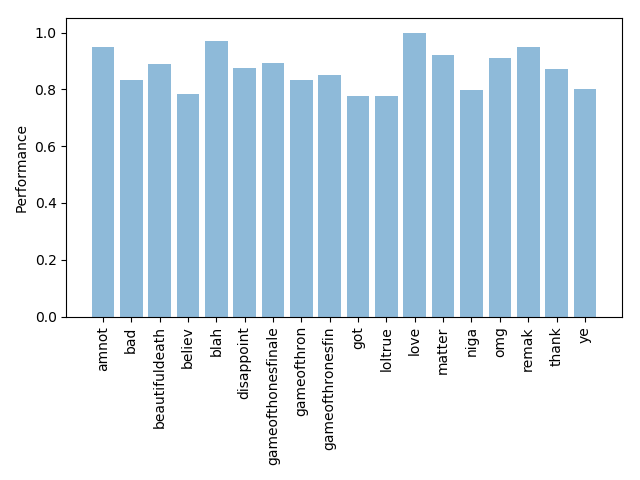 Performance
1.0
0.8
0.6
0.4
0.2
0.0
amnot
bad
beautifuldeath
believ
blah
disappoint
gameofthonesfinale
gameofthron
gameofthronesfin
got
loltrue
love
matter
niga
omg
remak
thank
ye